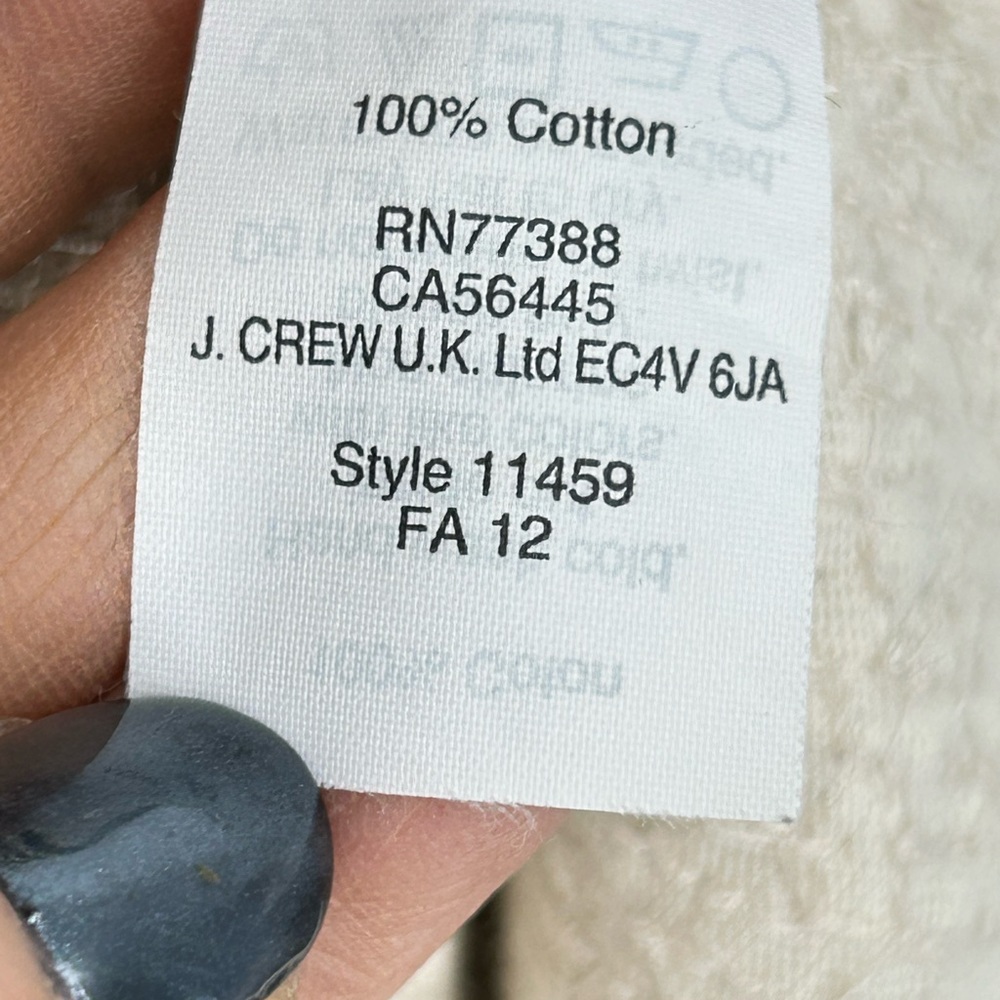 100% Cotton
RN77388
CA56445
J. CREW U.K. Ltd EC4V 6JA
Style 11459
FA 12